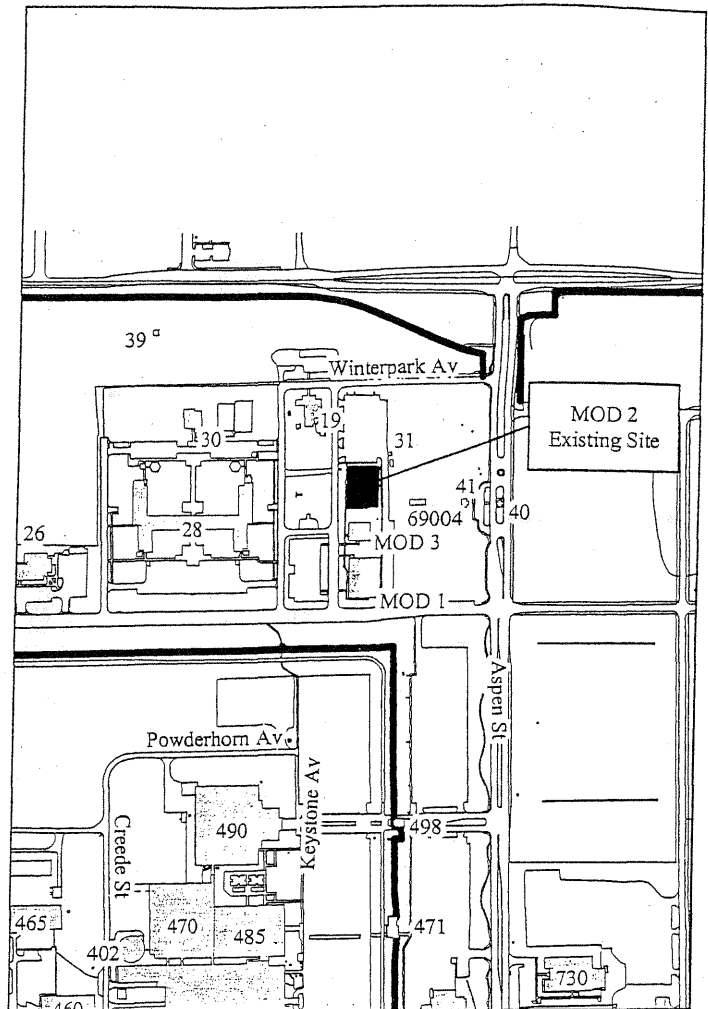 39
Winterpark Av
19
30
31
MOD 2
Existing Site
41
69004
40
26
28
MOD 3
MOD 1
Aspen St
Powderhorn Av
Keystone Av
Creede St
490
498
465
470
485
471
402
730
460